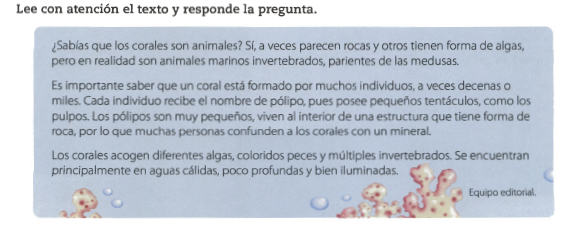 Lee con atención el texto y responde la pregunta.
¿Sabías que los corales son animales? Sí, a veces parecen rocas y otros tienen forma de algas,
pero en realidad son animales marinos invertebrados, parientes de las medusas.
Es importante saber que un coral está formado por muchos individuos, a veces decenas o
miles. Cada individuo recibe el nombre de pólipo, pues posee pequeños tentáculos, como los
pulpos. Los pólipos son muy pequeños, viven al interior de una estructura que tiene forma de
roca, por lo que muchas personas confunden a los corales con un mineral.
Los corales acogen diferentes algas, coloridos peces y múltiples invertebrados. Se encuentran
principalmente en aguas cálidas, poco profundas y bien iluminadas.
Equipo editorial.